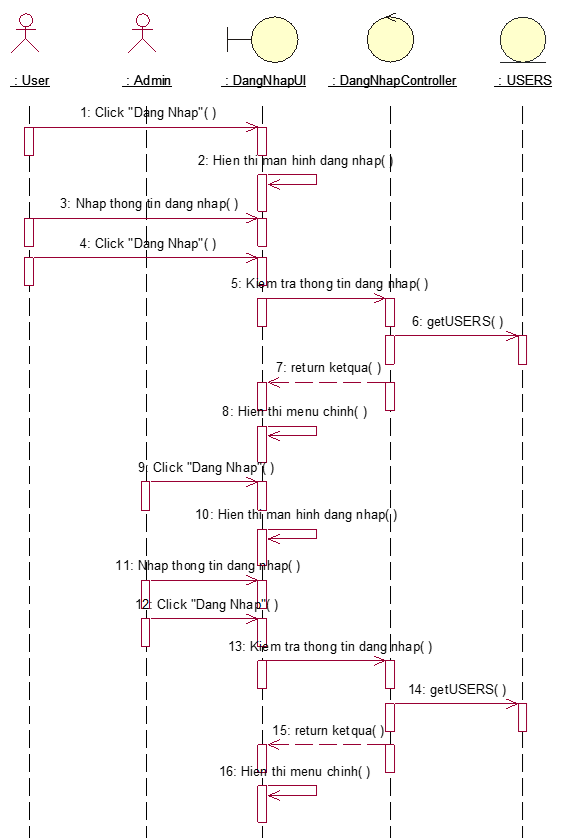 : User
: Admin
: DangNhapUI
: DangNhapController
: USERS
1: Click "Dang Nhap"( )
2: Hien thi man hinh dang nhap( )
3: Nhap thong tin dang nhap( )
4: Click "Dang Nhap"( )
5: Kiem tra thong tin dang nhap( )
6: getUSERS( )
7: return ketqua( )
8: Hien thi menu chinh( )
9: Click "Dang Nhap"( )
10: Hien thi man hinh dang nhap( )
11: Nhap thong tin dang nhap( )
12: Click "Dang Nhap"( )
13: Kiem tra thong tin dang nhap( )
14: getUSERS( )
15: return ketqua( )
16: Hien thi menu chinh( )